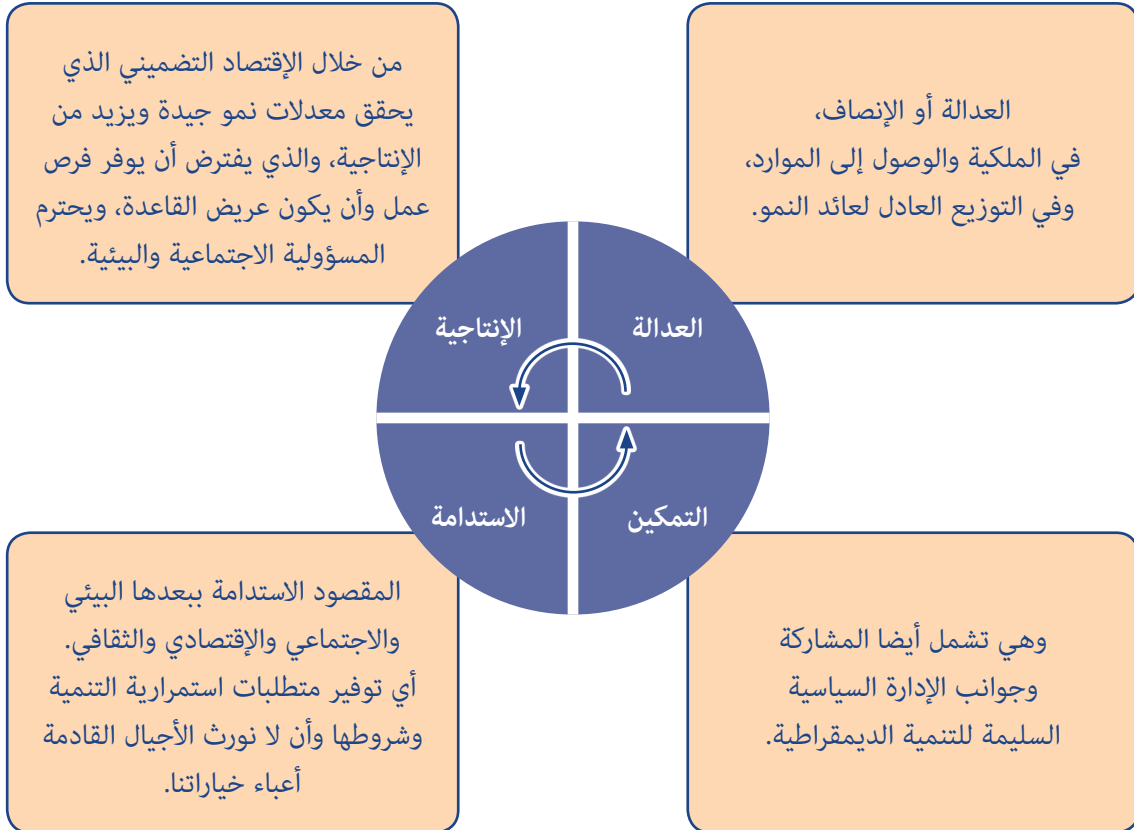 العدالة أو الإنصاف،
في الملكية والوصول إلى الموارد،
وفي التوزيع العادل لعائد النمو.
من خلال الإقتصاد التضميني الذي
يحقق معدلات نمو جيدة ويزيد من
الإنتاجية، والذي يفترض أن يوفر فرص
عمل وأن يكون عريض القاعدة، ويحترم
المسؤولية الاجتماعية والبيئية.
العدالة
الإنتاجية
التمكين
الاستدامة
وهي تشمل أيضا المشاركة
وجوانب الإدارة السياسية
السليمة للتنمية الديمقراطية.
المقصود الاستدامة ببعدها البيئي
والاجتماعي والإقتصادي والثقافي.
أي توفير متطلبات استمرارية التنمية
وشروطها وأن لا نورث الأجيال القادمة
أعباء خياراتنا.